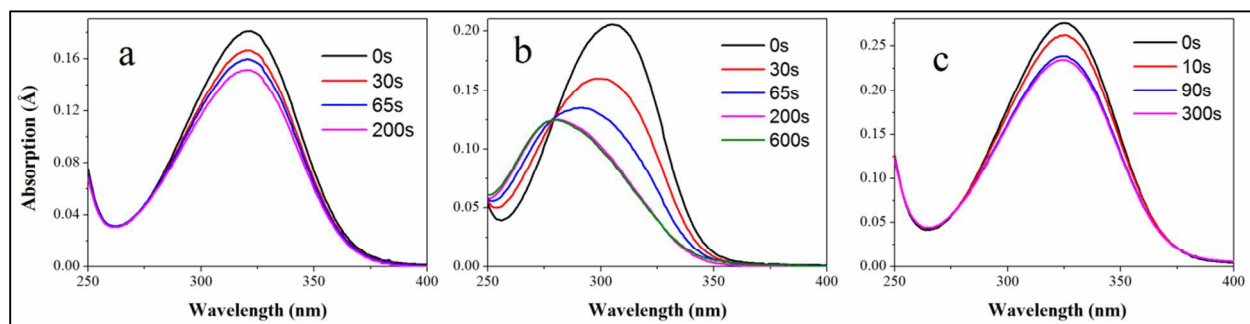 a
0s
30s
65s
200s
0.16
0.12
0.08
0.04
0.00
250
300
350
400
Absorption (Å)
Wavelength (nm)
b
0s
30s
65s
200s
600s
0.20
0.15
0.10
0.05
0.00
250
300
350
400
Wavelength (nm)
c
0s
10s
90s
300s
0.25
0.20
0.15
0.10
0.05
0.00
250
300
350
400
Wavelength (nm)